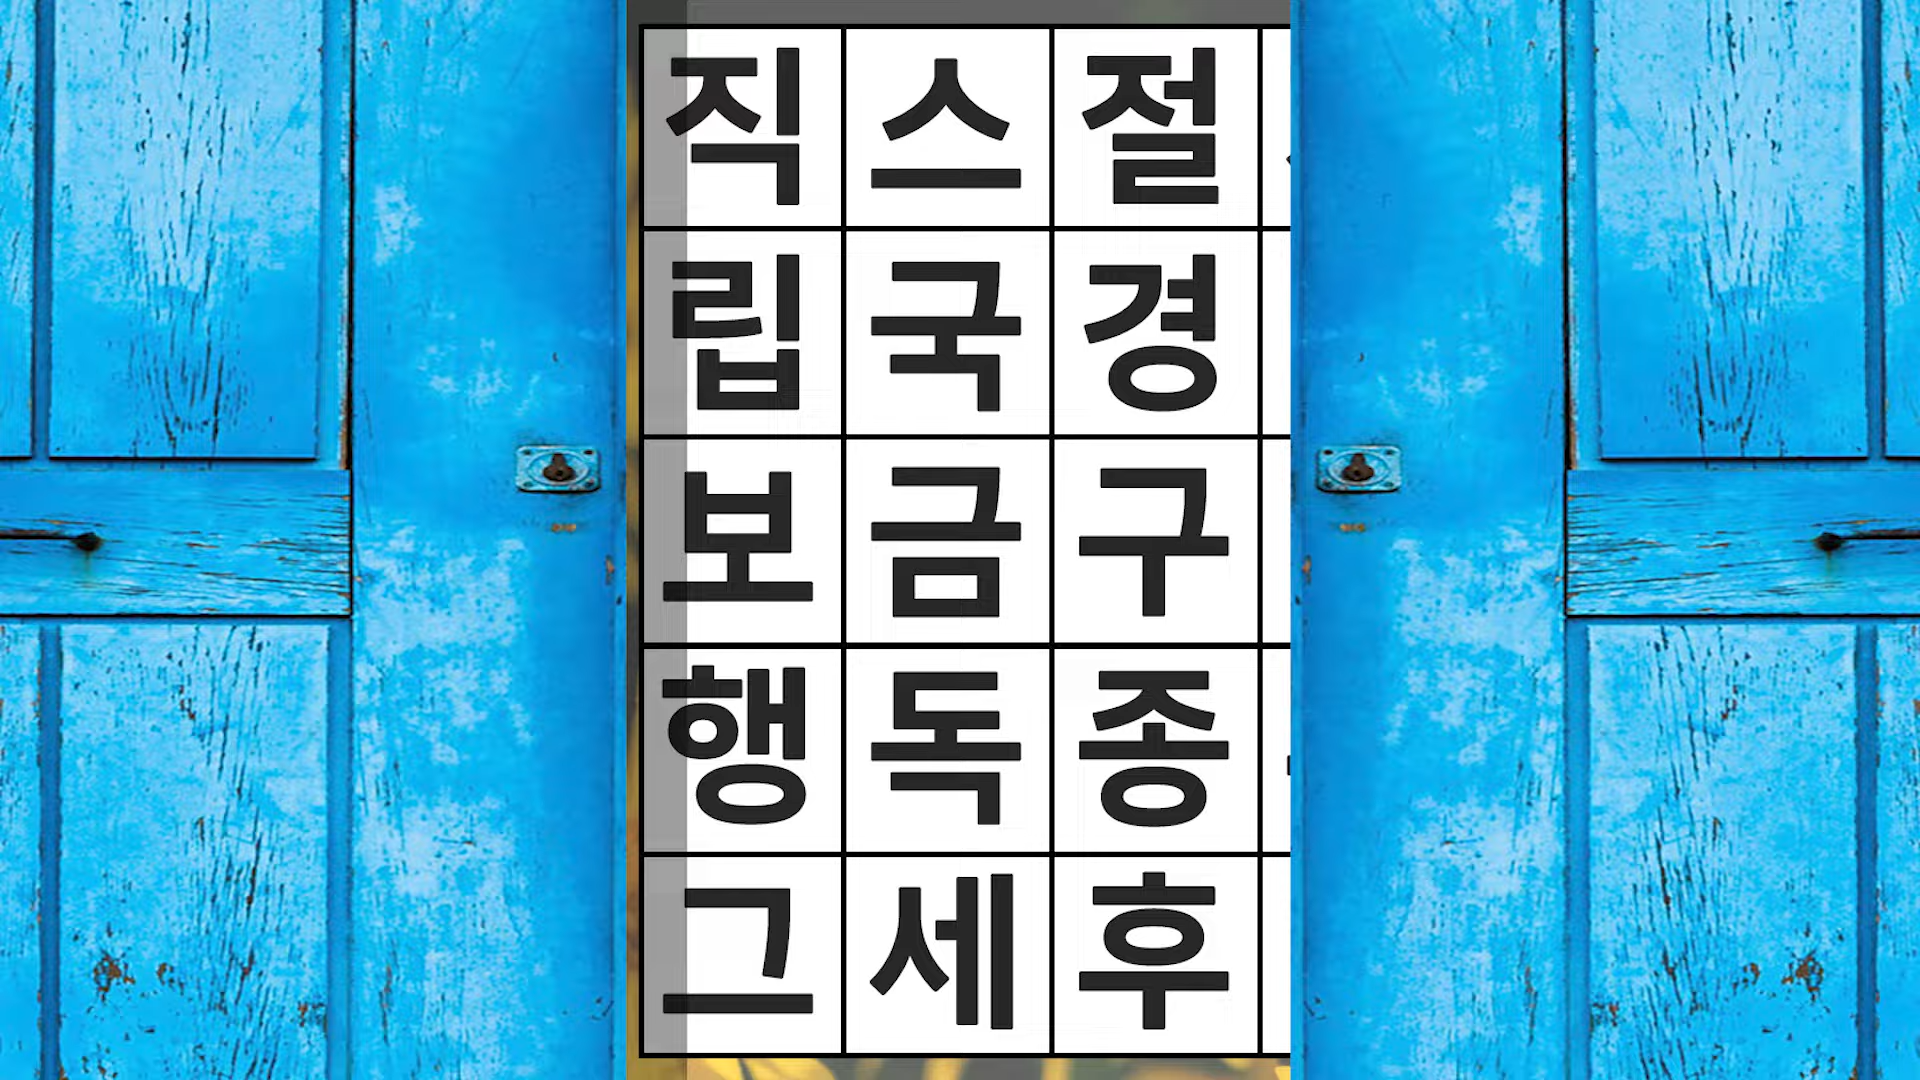 직 스 절
립 국 경
보 금 구
행 독 종
그 세 후